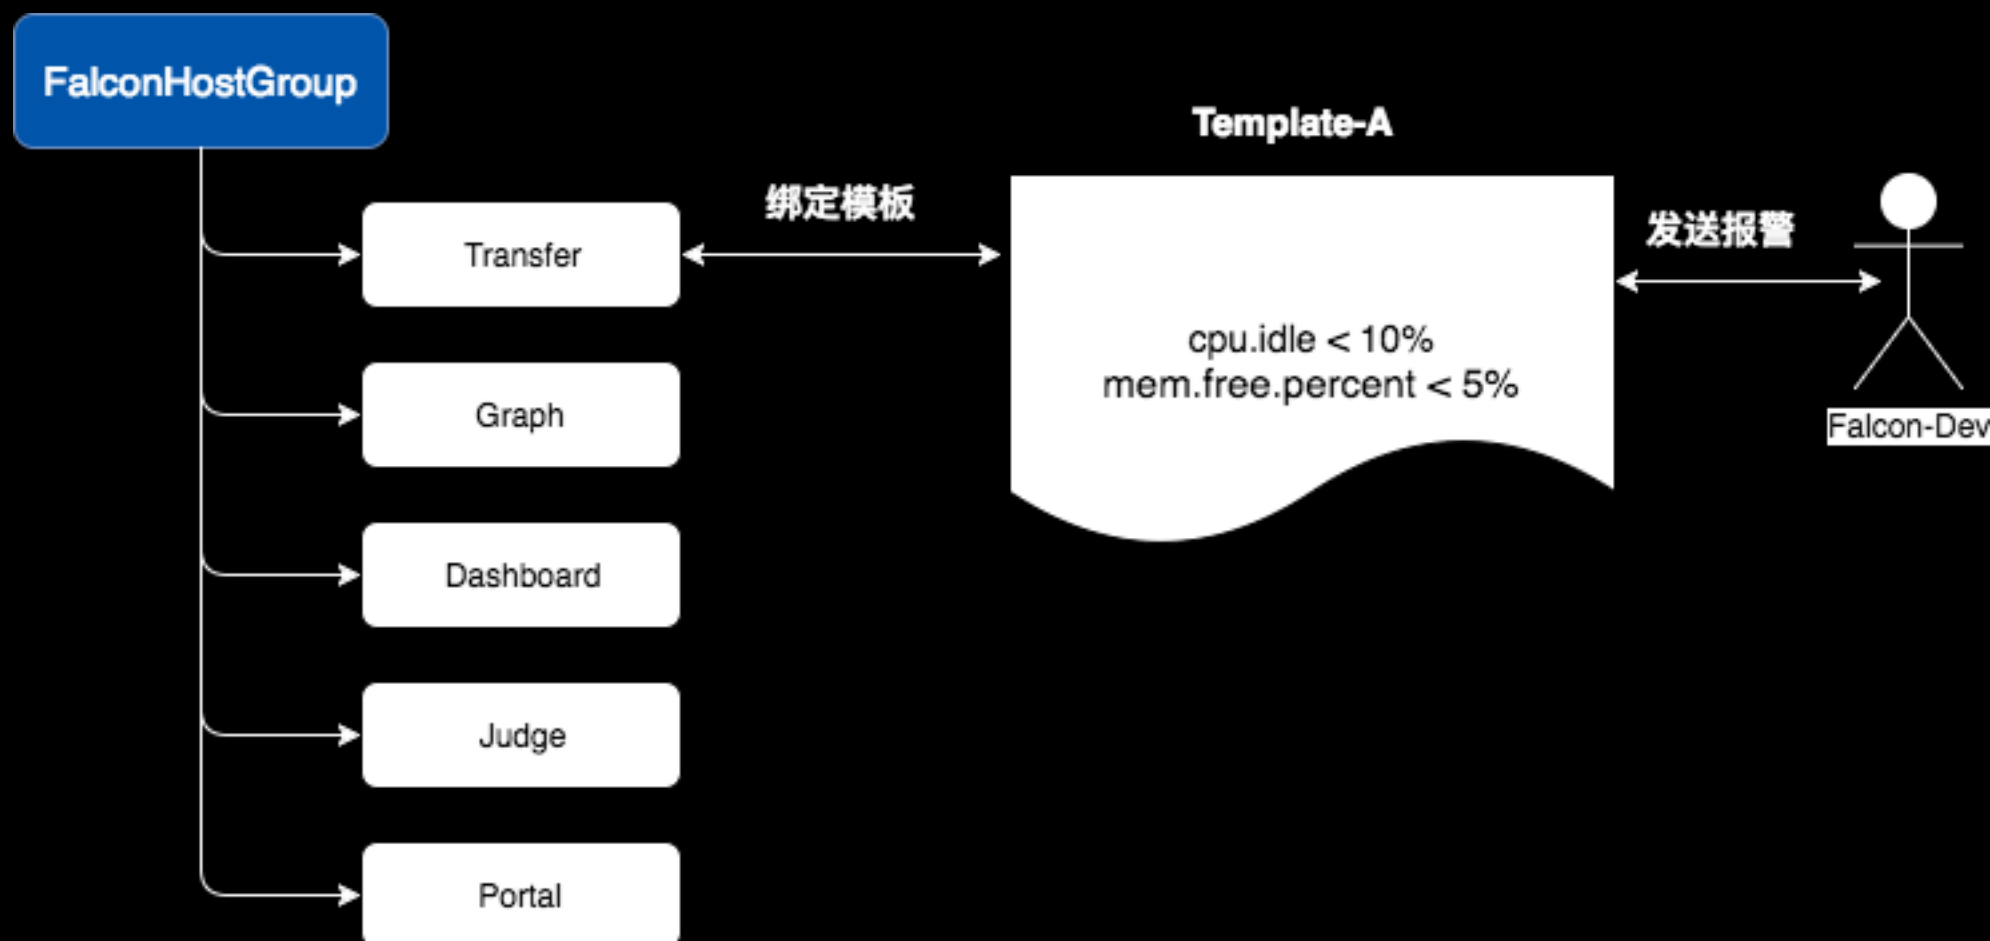 FalconHostGroup
Template-A
绑定模板
发送报警
Transfer
cpu.idle < 10%
mem.free.percent < 5%
Graph
Falcon-Dev
Dashboard
Judge
Portal